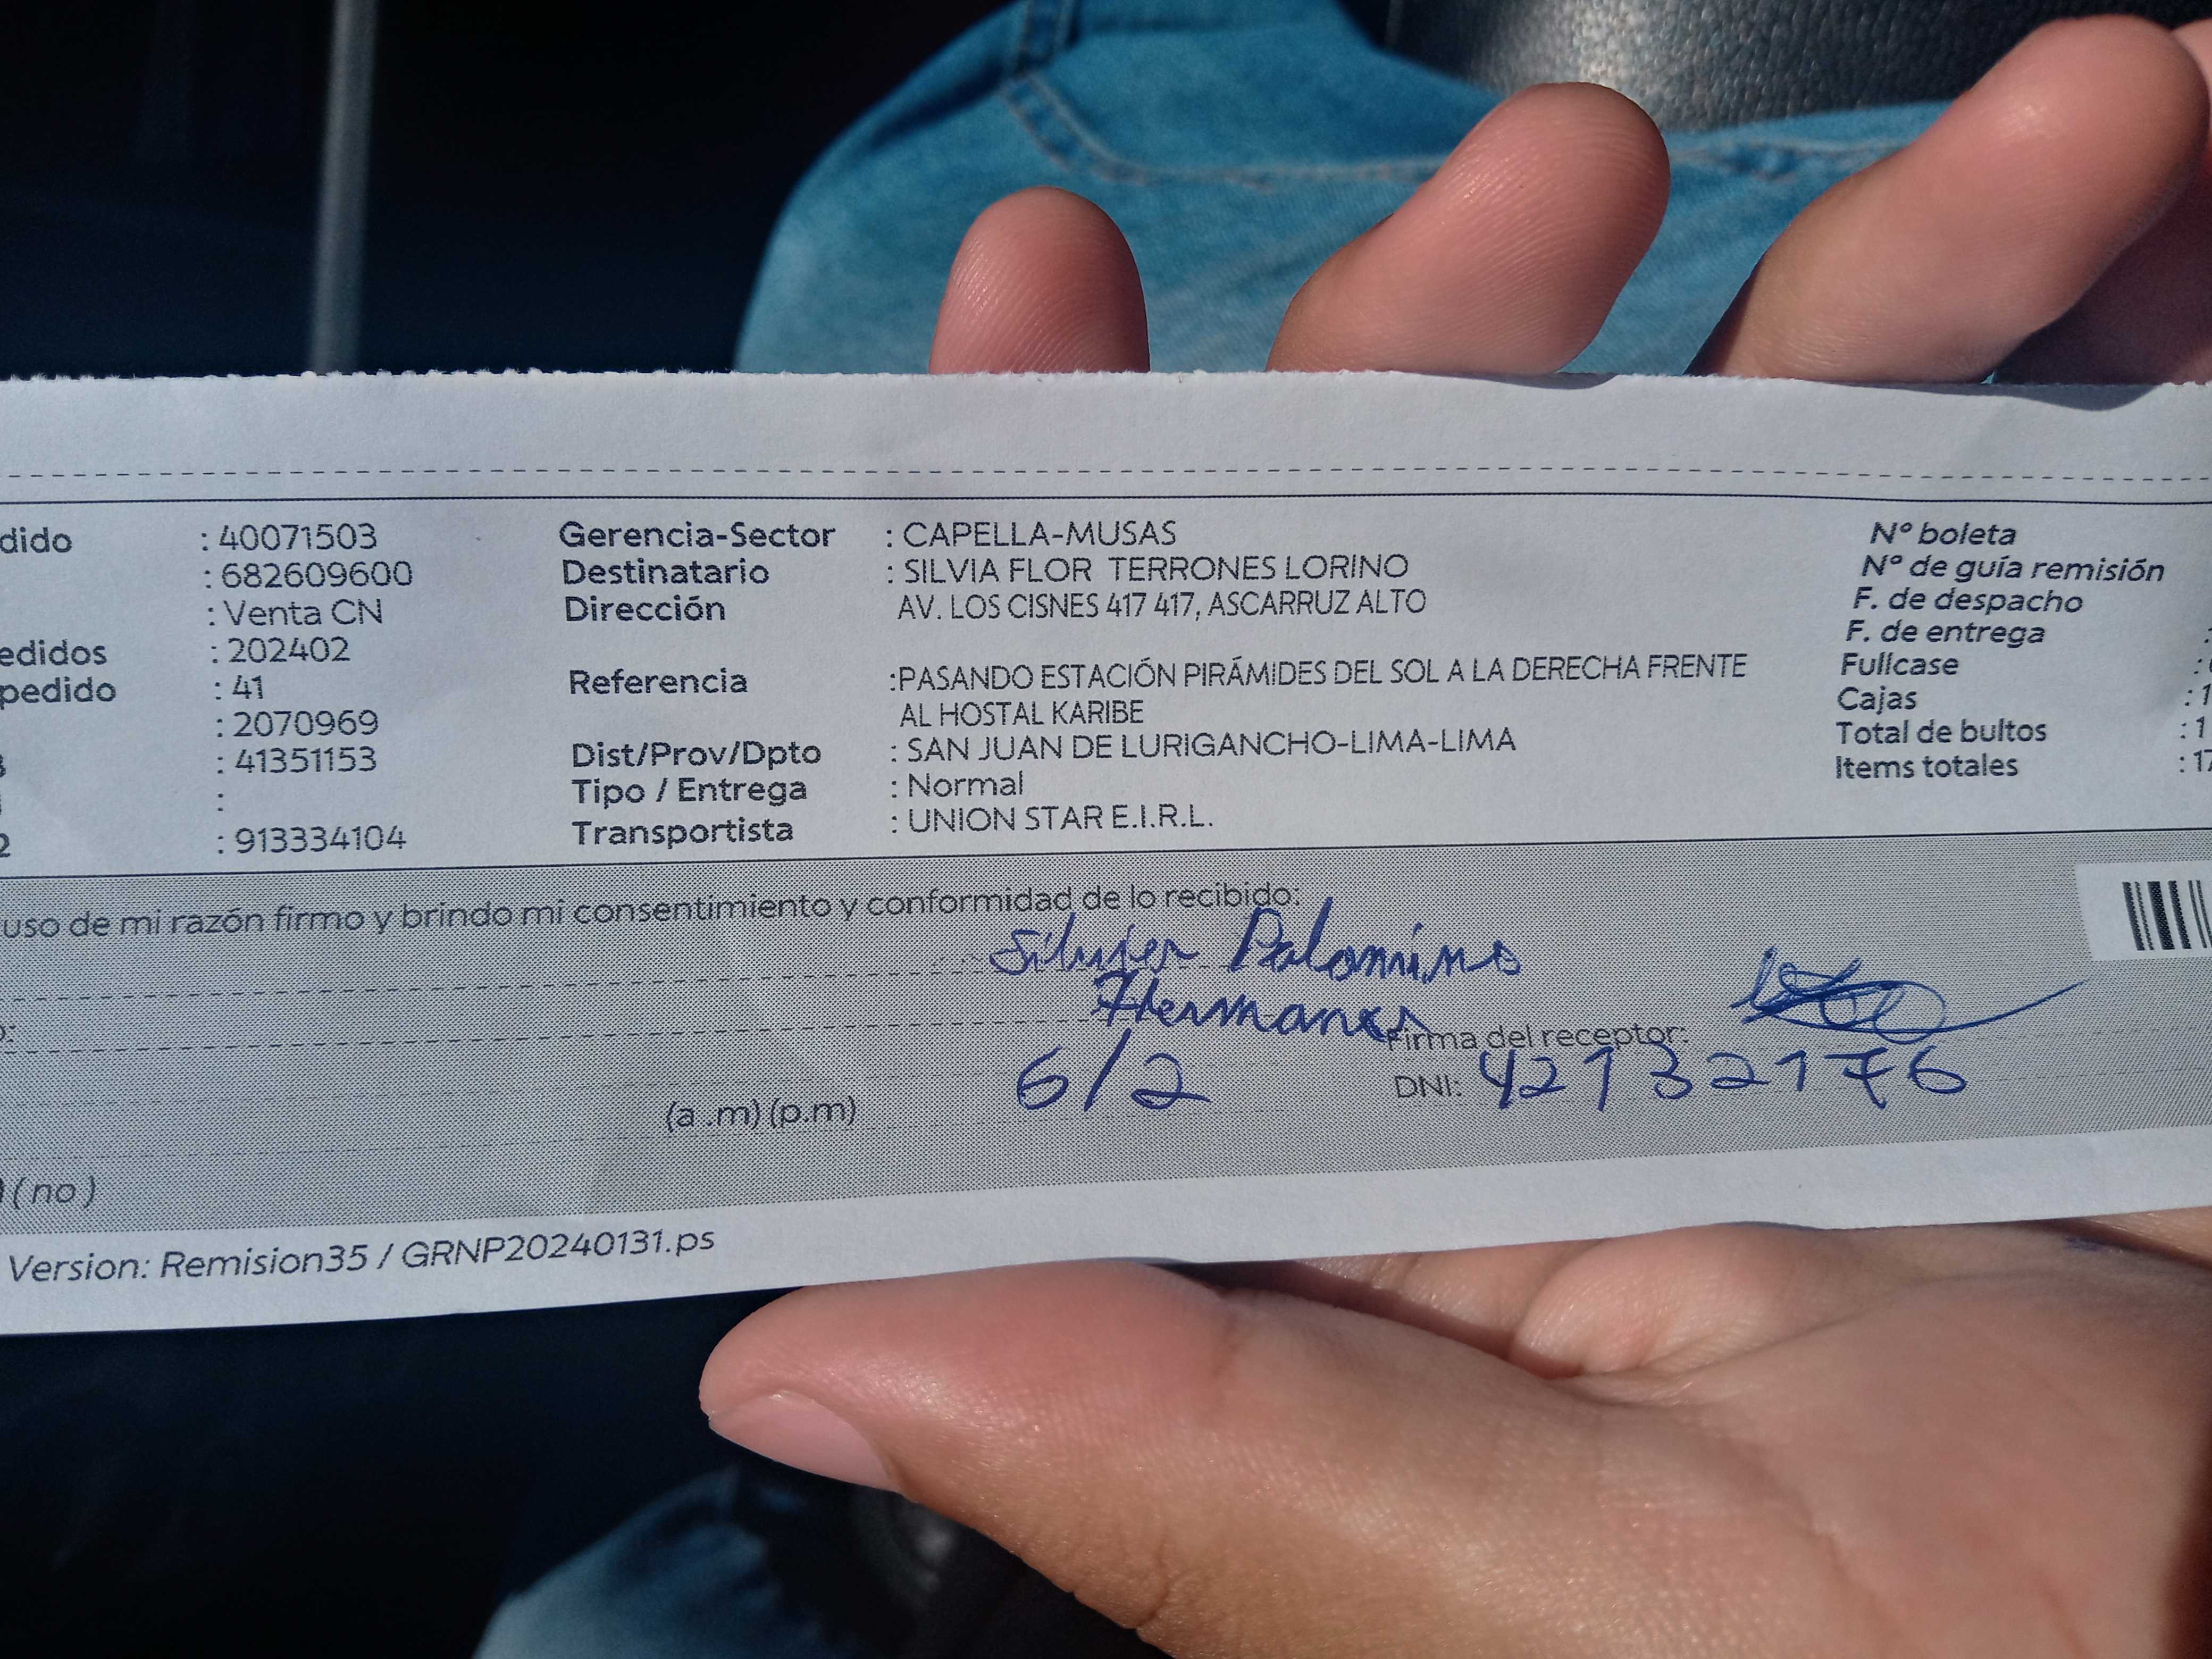 dido : 40071503 Gerencia-Sector : CAPELLA-MUSAS Nº boleta
: 682609600 Destinatario : SILVIA FLOR TERRONES LORINO Nº de guía remisión
: Venta CN Dirección AV. LOS CISNES 417 417, ASCARRUZ ALTO F. de despacho
edidos : 202402 F. de entrega :
pedido : 41 Referencia :PASANDO ESTACIÓN PIRÁMIDES DEL SOL A LA DERECHA FRENTE Fullcase :
: 2070969 AL HOSTAL KARIBE Cajas : 1
: 41351153 Dist/Prov/Dpto : SAN JUAN DE LURIGANCHO-LIMA-LIMA Total de bultos : 1
: Tipo / Entrega : Normal Items totales : 17
2 : 913334104 Transportista : UNION STAR E.I.R.L.
uso de mi razón firmo y brindo mi consentimiento y conformidad de lo recibido:
Palomino
o: Firma del receptor:
(a .m) (p.m) 6/2 DNI: 42132176
) (no)
Version: Remision35 / GRNP20240131.ps